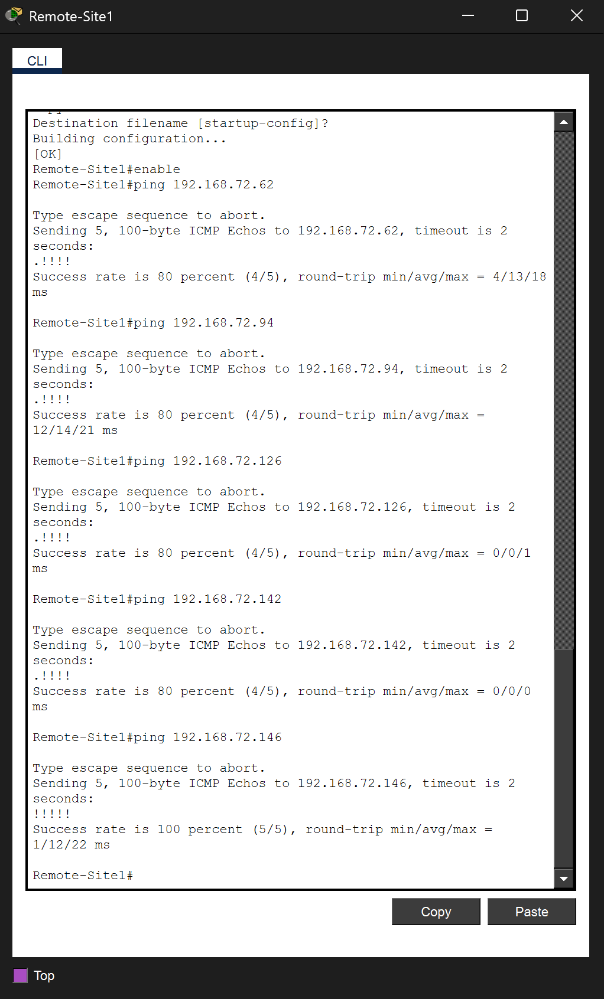 Remote-Site1
CLI
Destination filename [startup-config]?
Building configuration...
[OK]
Remote-Site1#enable
Remote-Site1#ping 192.168.72.62
Type escape sequence to abort.
Sending 5, 100-byte ICMP Echos to 192.168.72.62, timeout is 2
seconds:
.!!!!
Success rate is 80 percent (4/5), round-trip min/avg/max = 4/13/18
ms
Remote-Site1#ping 192.168.72.94
Type escape sequence to abort.
Sending 5, 100-byte ICMP Echos to 192.168.72.94, timeout is 2
seconds:
.!!!!
Success rate is 80 percent (4/5), round-trip min/avg/max =
12/14/21 ms
Remote-Site1#ping 192.168.72.126
Type escape sequence to abort.
Sending 5, 100-byte ICMP Echos to 192.168.72.126, timeout is 2
seconds:
.!!!!
Success rate is 80 percent (4/5), round-trip min/avg/max = 0/0/1
ms
Remote-Site1#ping 192.168.72.142
Type escape sequence to abort.
Sending 5, 100-byte ICMP Echos to 192.168.72.142, timeout is 2
seconds:
.!!!!
Success rate is 80 percent (4/5), round-trip min/avg/max = 0/0/0
ms
Remote-Site1#ping 192.168.72.146
Type escape sequence to abort.
Sending 5, 100-byte ICMP Echos to 192.168.72.146, timeout is 2
seconds:
!!!!!
Success rate is 100 percent (5/5), round-trip min/avg/max =
1/12/22 ms
Remote-Site1#
Copy
Paste
Top